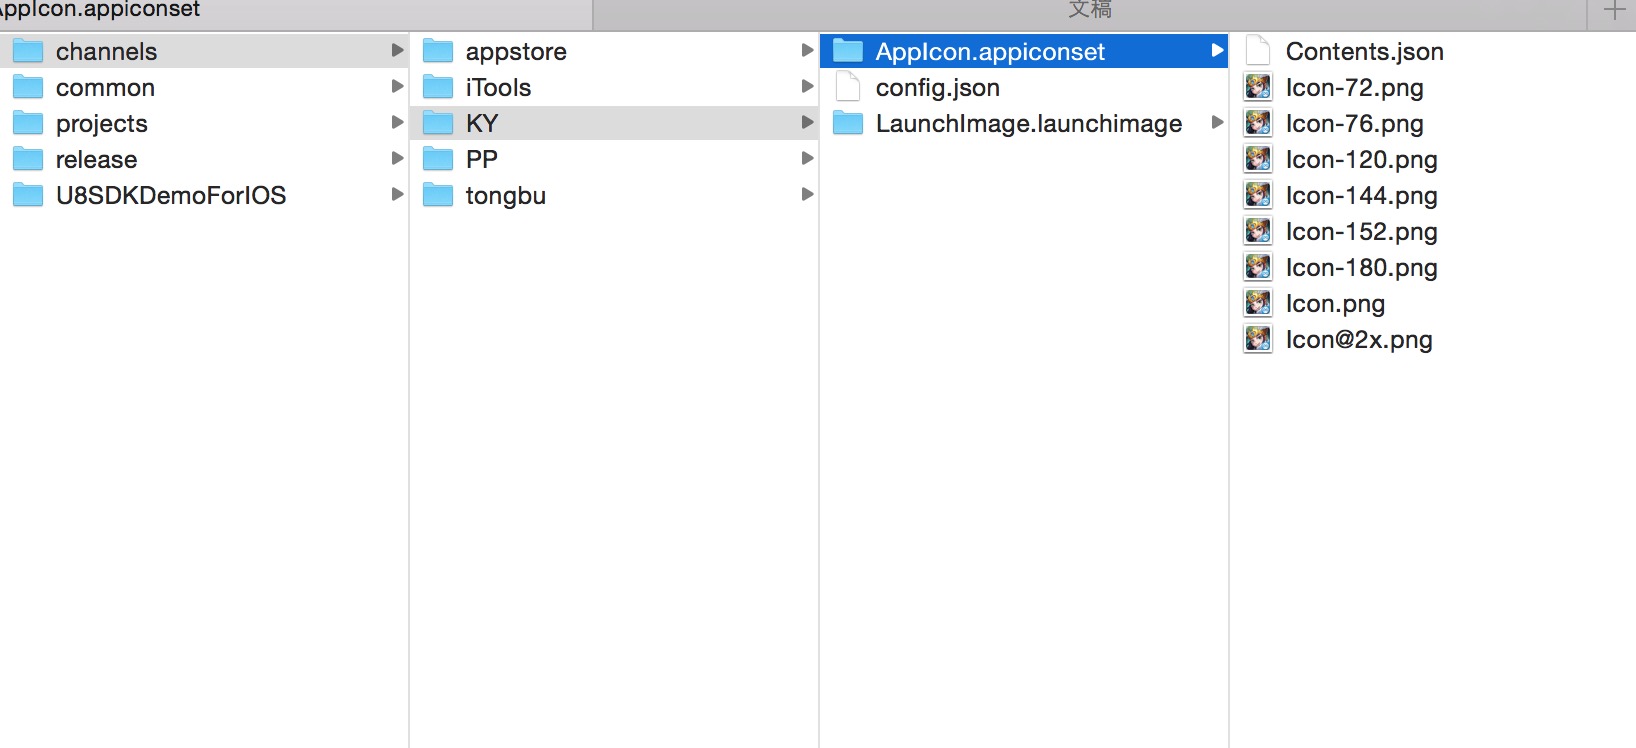 AppIcon.appiconset
文稿
channels
common
projects
release
U8SDKDemoForIOS
appstore
iTools
KY
PP
tongbu
AppIcon.appiconset
config.json
LaunchImage.launchimage
Contents.json
Icon-72.png
Icon-76.png
Icon-120.png
Icon-144.png
Icon-152.png
Icon-180.png
Icon.png
Icon@2x.png